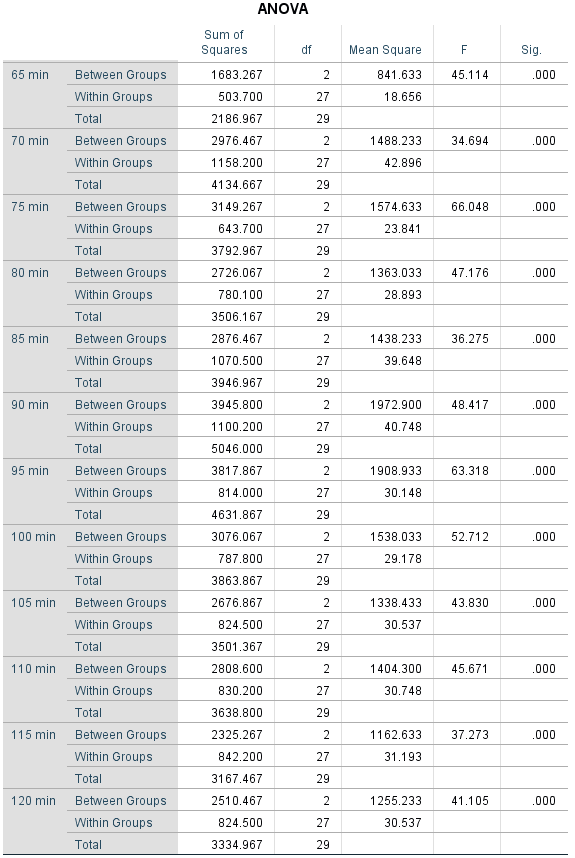 ANOVA
Sum of Squares df Mean Square F Sig.
65 min Between Groups 1683.267 2 841.633 45.114 .000
Within Groups 503.700 27 18.656
Total 2186.967 29
70 min Between Groups 2976.467 2 1488.233 34.694 .000
Within Groups 1158.200 27 42.896
Total 4134.667 29
75 min Between Groups 3149.267 2 1574.633 66.048 .000
Within Groups 643.700 27 23.841
Total 3792.967 29
80 min Between Groups 2726.067 2 1363.033 47.176 .000
Within Groups 780.100 27 28.893
Total 3506.167 29
85 min Between Groups 2876.467 2 1438.233 36.275 .000
Within Groups 1070.500 27 39.648
Total 3946.967 29
90 min Between Groups 3945.800 2 1972.900 48.417 .000
Within Groups 1100.200 27 40.748
Total 5046.000 29
95 min Between Groups 3817.867 2 1908.933 63.318 .000
Within Groups 814.000 27 30.148
Total 4631.867 29
100 min Between Groups 3076.067 2 1538.033 52.712 .000
Within Groups 787.800 27 29.178
Total 3863.867 29
105 min Between Groups 2676.867 2 1338.433 43.830 .000
Within Groups 824.500 27 30.537
Total 3501.367 29
110 min Between Groups 2808.600 2 1404.300 45.671 .000
Within Groups 830.200 27 30.748
Total 3638.800 29
115 min Between Groups 2325.267 2 1162.633 37.273 .000
Within Groups 842.200 27 31.193
Total 3167.467 29
120 min Between Groups 2510.467 2 1255.233 41.105 .000
Within Groups 824.500 27 30.537
Total 3334.967 29